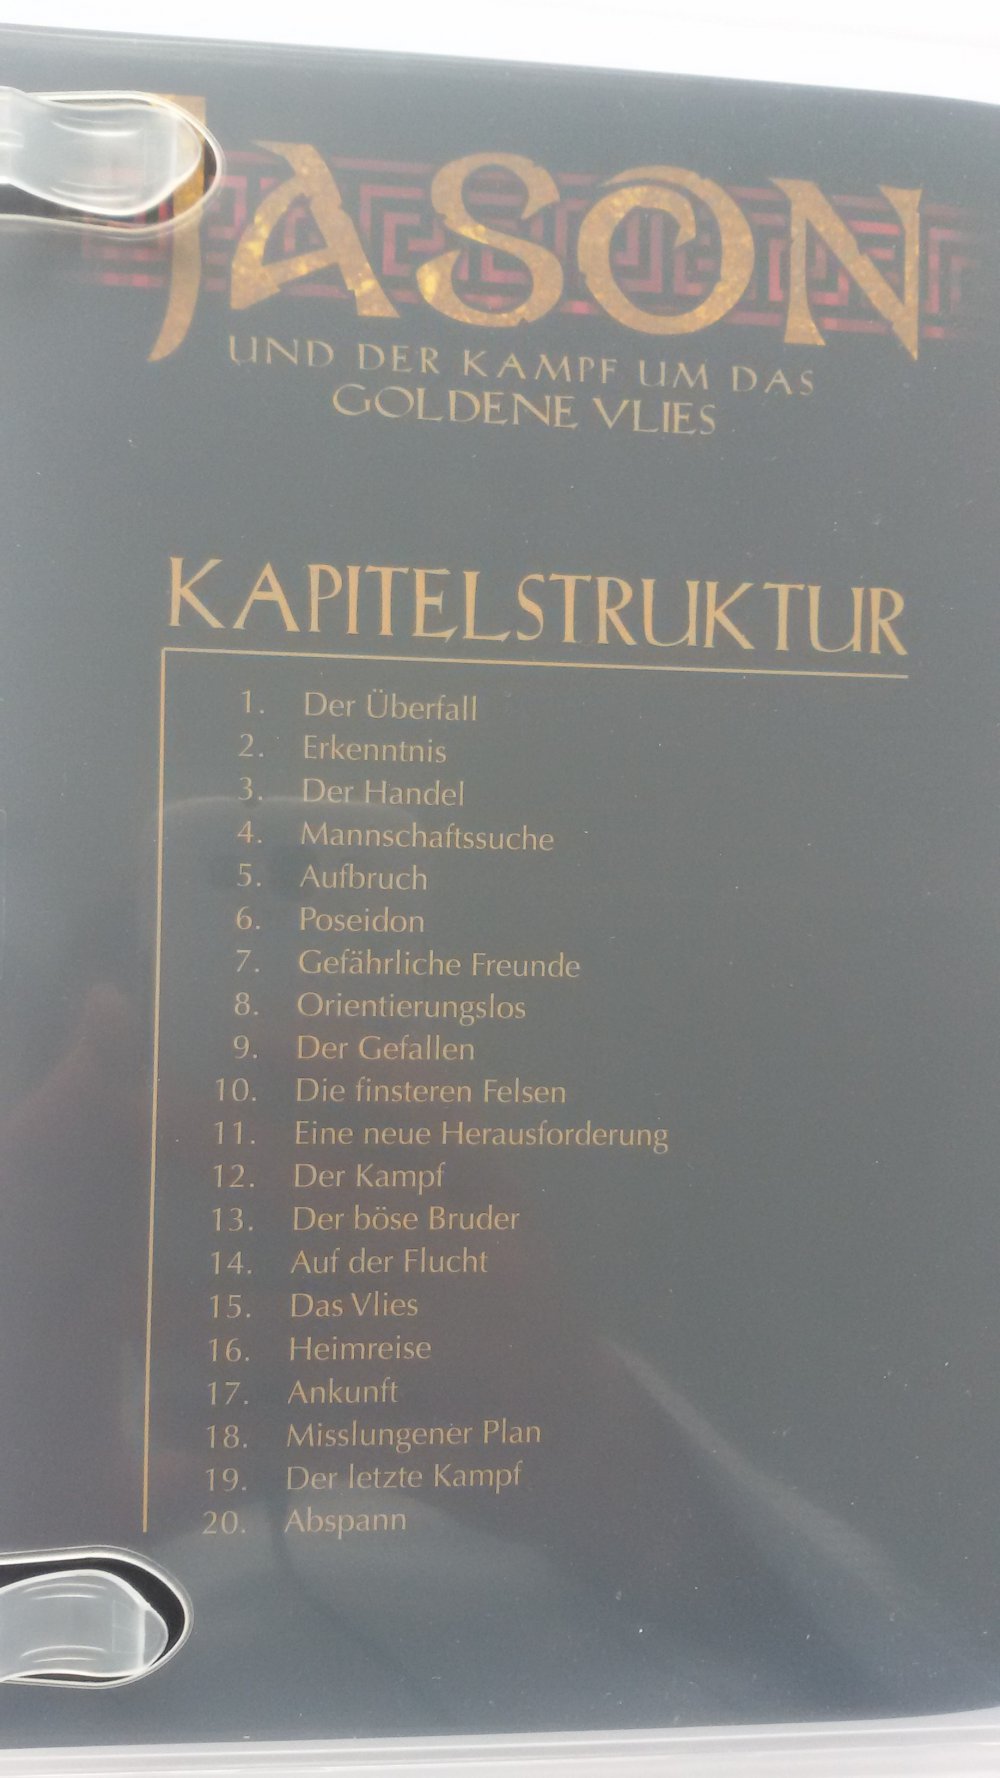 JASON
UND DER KAMPF UM DAS
GOLDENE VLIES
KAPITELSTRUKTUR
1. Der Überfall
2. Erkenntnis
3. Der Handel
4. Mannschaftssuche
5. Aufbruch
6. Poseidon
7. Gefährliche Freunde
8. Orientierungslos
9. Der Gefallen
10. Die finsteren Felsen
11. Eine neue Herausforderung
12. Der Kampf
13. Der böse Bruder
14. Auf der Flucht
15. Das Vlies
16. Heimreise
17. Ankunft
18. Misslungener Plan
19. Der letzte Kampf
20. Abspann